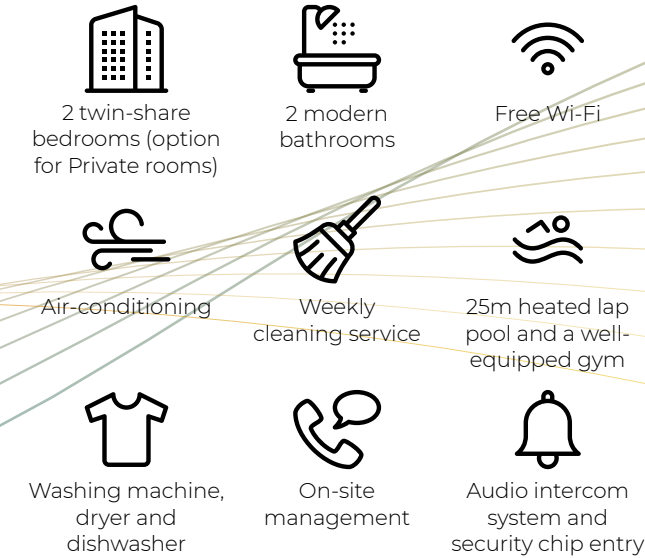 2 twin-share
bedrooms (option
for Private rooms)
2 modern
bathrooms
Free Wi-Fi
Air-conditioning
Weekly
cleaning service
25m heated lap
pool and a well-
equipped gym
Washing machine,
dryer and
dishwasher
On-site
management
Audio intercom
system and
security chip entry